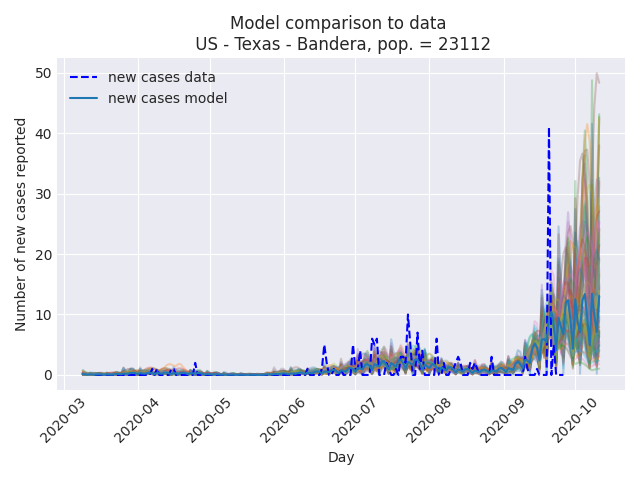 Model comparison to data
US - Texas - Bandera, pop. = 23112
new cases data
new cases model
Number of new cases reported
50
40
30
20
10
0
2020-03
2020-04
2020-05
2020-06
2020-07
2020-08
2020-09
2020-10
Day